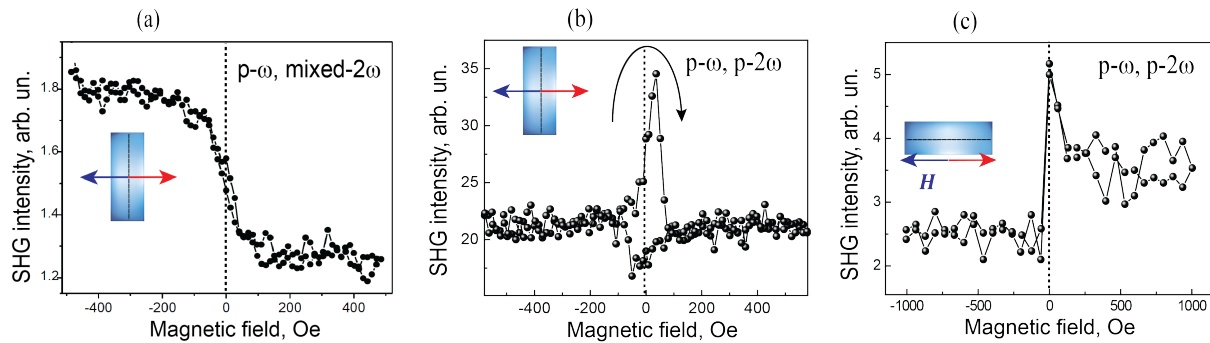 (a)
p-ω, mixed-2ω
SHG intensity, arb. un.
1.8
1.6
1.4
1.2
-400
-200
0
200
400
Magnetic field, Oe
(b)
p-ω, p-2ω
SHG intensity, arb. un.
35
30
25
20
-400
-200
0
200
400
Magnetic field, Oe
(c)
p-ω, p-2ω
H
SHG intensity, arb. un.
5
4
3
2
-1000
-500
0
500
1000
Magnetic field, Oe